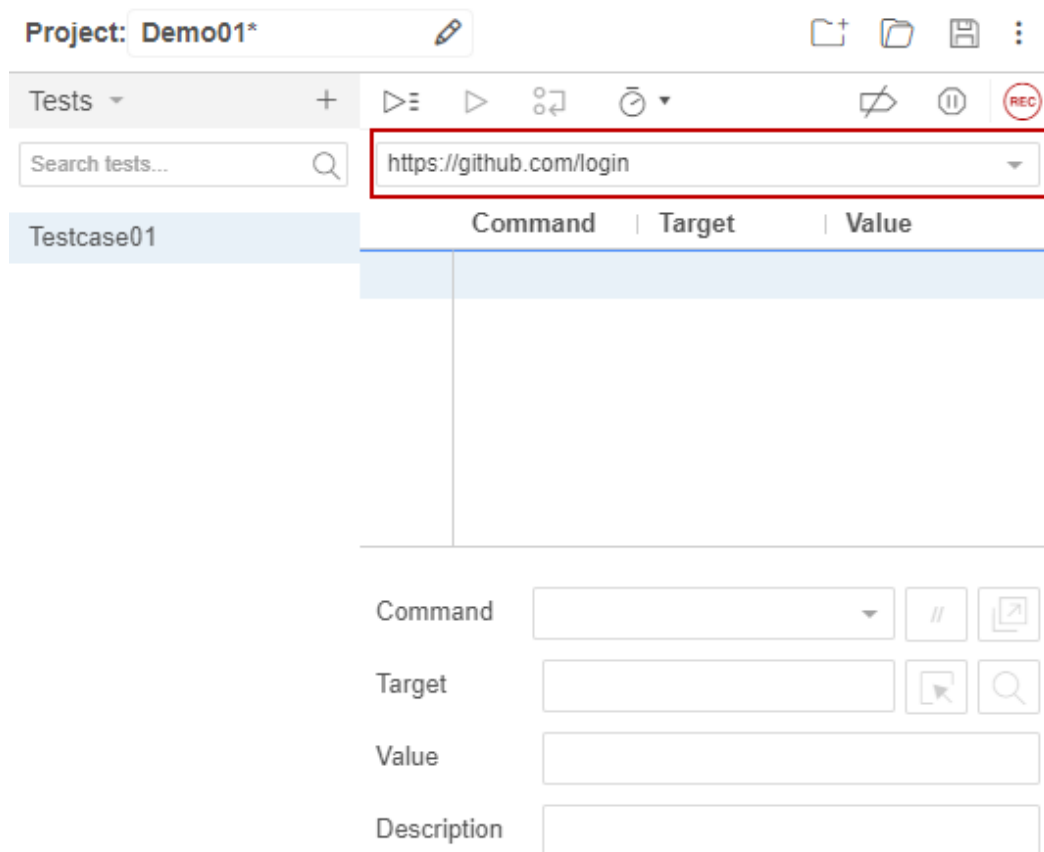 Project: Demo01*
Tests
REC
Search tests...
https://github.com/login
Command Target Value
Testcase01
Command
//
Target
Value
Description